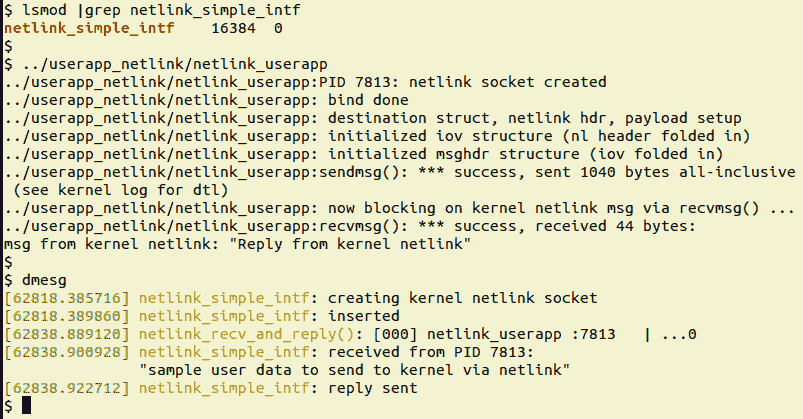 $ lsmod |grep netlink_simple_intf
netlink_simple_intf    16384  0
$
$ ../userapp_netlink/netlink_userapp
../userapp_netlink/netlink_userapp:PID 7813: netlink socket created
../userapp_netlink/netlink_userapp: bind done
../userapp_netlink/netlink_userapp: destination struct, netlink hdr, payload setup
../userapp_netlink/netlink_userapp: initialized iov structure (nl header folded in)
../userapp_netlink/netlink_userapp: initialized msghdr structure (iov folded in)
../userapp_netlink/netlink_userapp:sendmsg(): *** success, sent 1040 bytes all-inclusive
 (see kernel log for dtl)
../userapp_netlink/netlink_userapp: now blocking on kernel netlink msg via recvmsg() ...
../userapp_netlink/netlink_userapp:recvmsg(): *** success, received 44 bytes:
msg from kernel netlink: "Reply from kernel netlink"
$
$ dmesg
[62818.385716] netlink_simple_intf: creating kernel netlink socket
[62818.389860] netlink_simple_intf: inserted
[62838.889120] netlink_recv_and_reply(): [000] netlink_userapp :7813   | ...0
[62838.900928] netlink_simple_intf: received from PID 7813:
               "sample user data to send to kernel via netlink"
[62838.922712] netlink_simple_intf: reply sent
$